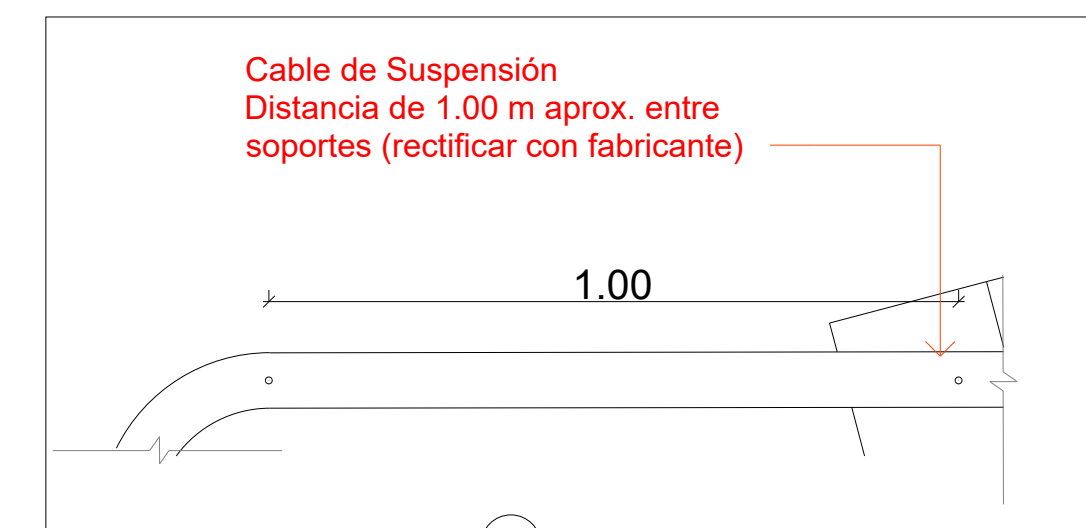 Cable de Suspensión
Distancia de 1.00 m aprox. entre
soportes (rectificar con fabricante)
1.00